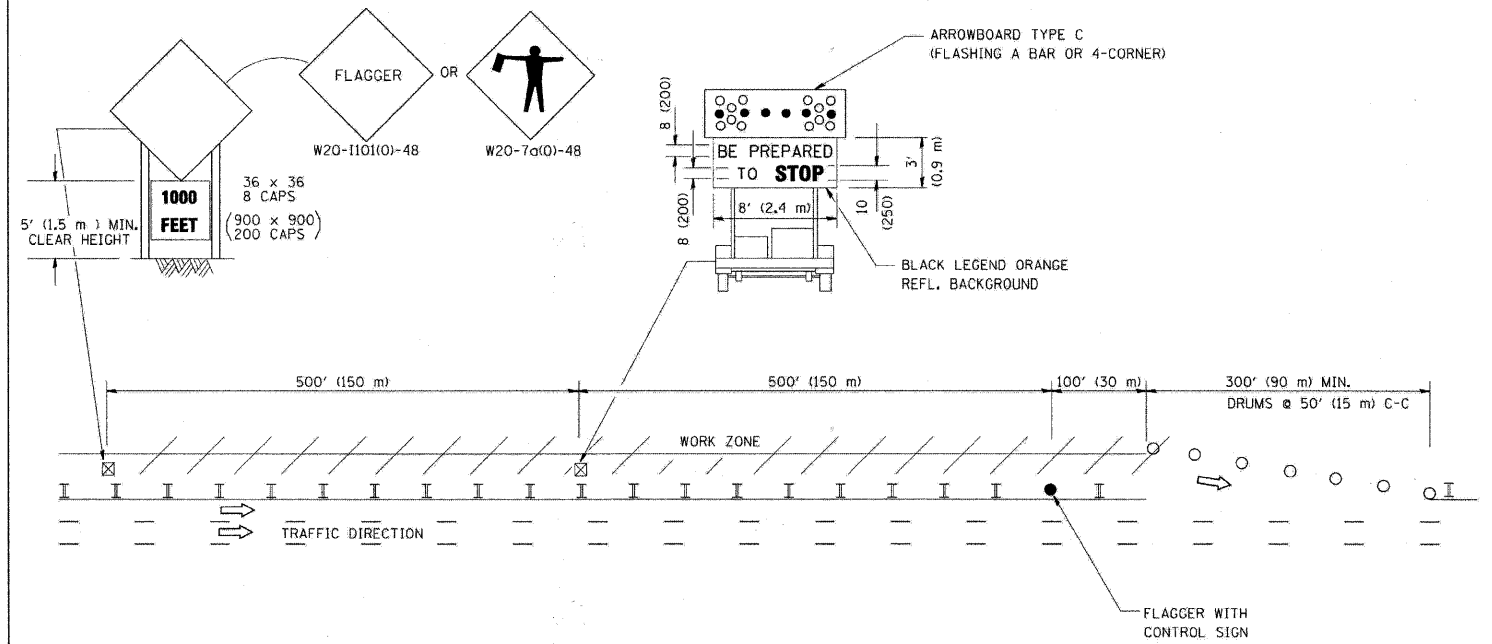 ARROWBOARD TYPE C
(FLASHING A BAR OR 4-CORNER)
FLAGGER
OR
W20-I101(O)-48
W20-7a(O)-48
1000
FEET
36 x 36
8 CAPS
(900 x 900)
200 CAPS
5' (1.5 m ) MIN.
CLEAR HEIGHT
8 (200)
8 (200)
BE PREPARED
TO STOP
3'
(0.9 m)
8' (2.4 m)
10
(250)
BLACK LEGEND ORANGE
REFL. BACKGROUND
500' (150 m)
500' (150 m)
100' (30 m)
300' (90 m) MIN.
DRUMS @ 50' (15 m) C-C
WORK ZONE
TRAFFIC DIRECTION
FLAGGER WITH
CONTROL SIGN